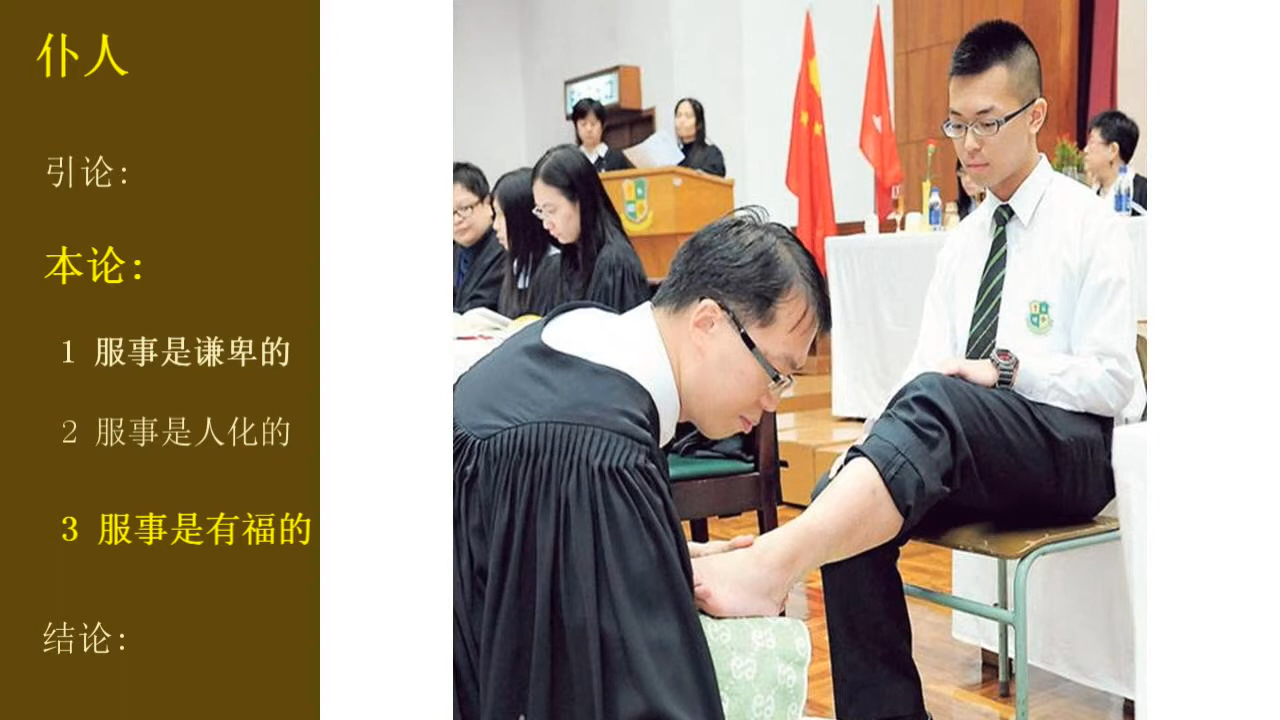 仆人
引论:
本论:
1 服事是谦卑的
2 服事是人化的
3 服事是有福的
结论: